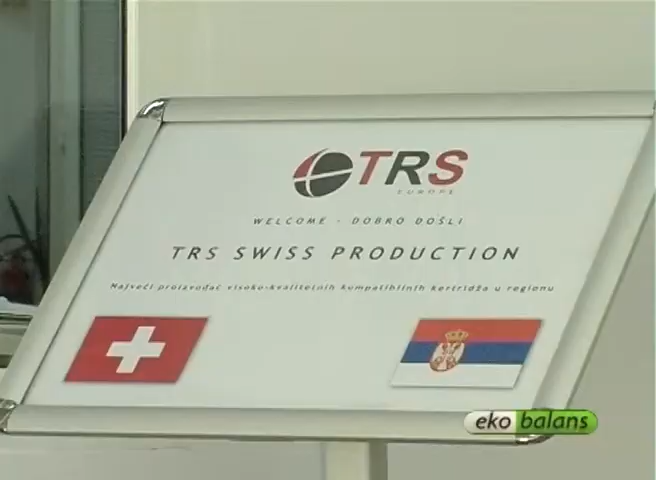 TRS
EUROPE
WELCOME - DOBRO DOŠLI
TRS SWISS PRODUCTION
Najveći proizvođač visoko-kvalitetnih kompatibilnih kertridža u regionu
eko balans